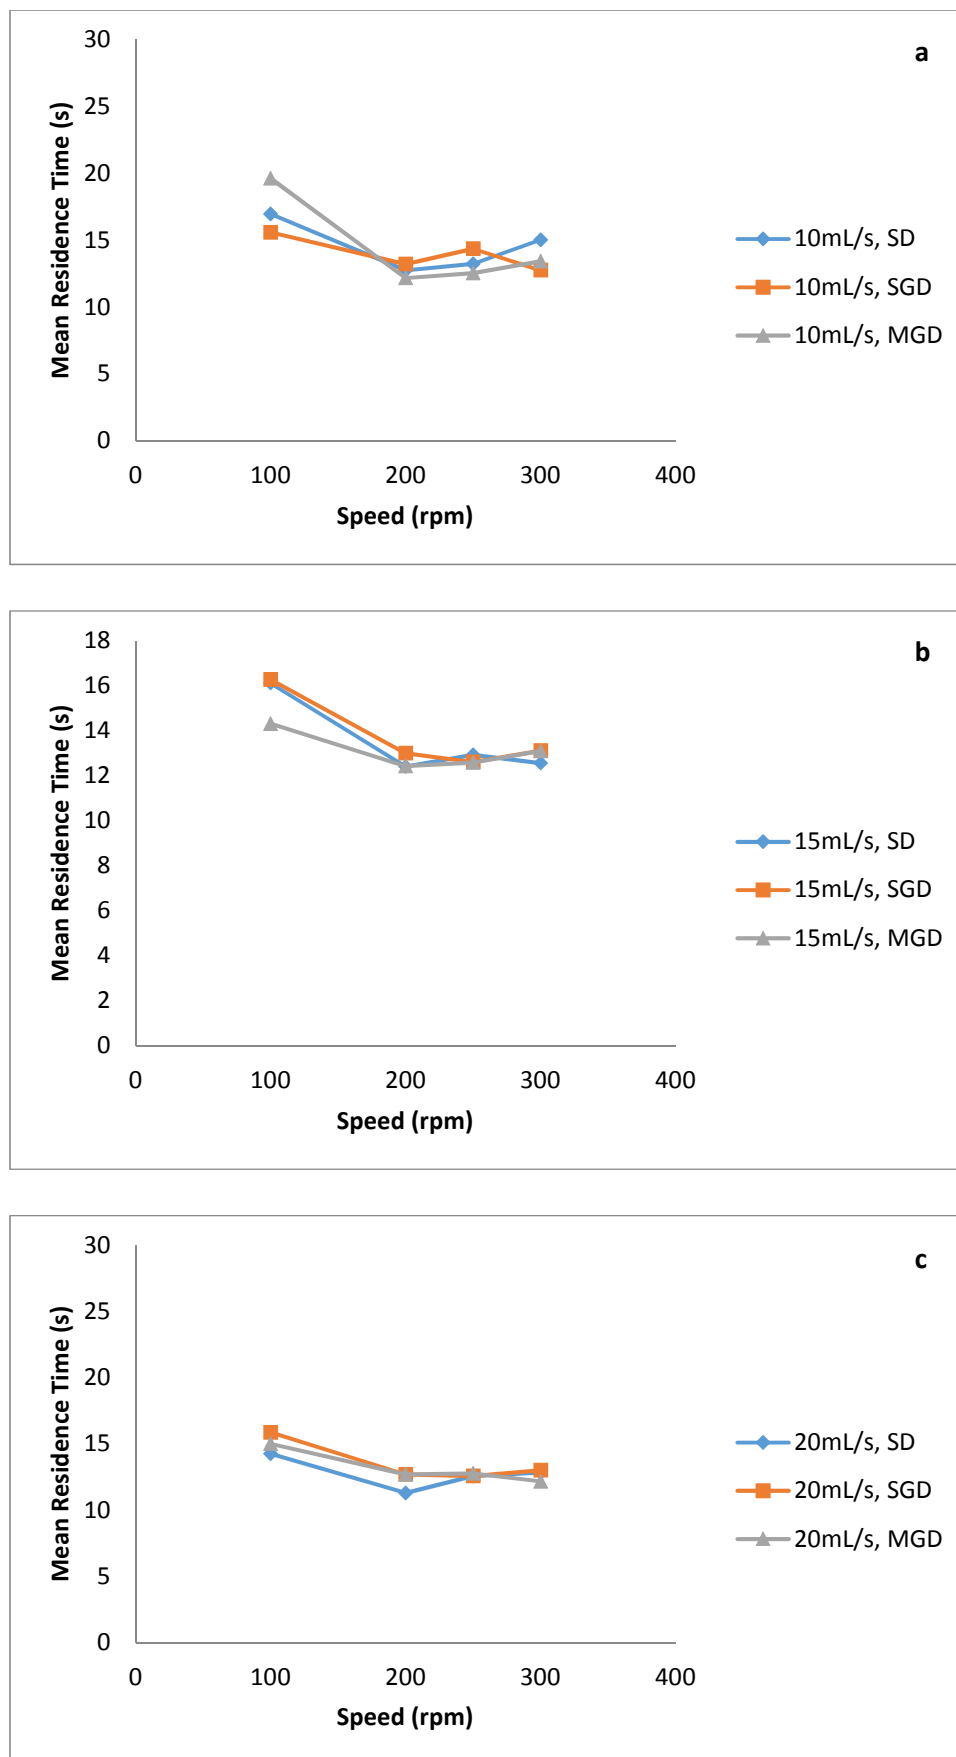 a
30
25
20
15
10
5
0
0 100 200 300 400
Mean Residence Time (s)
Speed (rpm)
10mL/s, SD
10mL/s, SGD
10mL/s, MGD
b
18
16
14
12
10
8
6
4
2
0
0 100 200 300 400
Mean Residence Time (s)
Speed (rpm)
15mL/s, SD
15mL/s, SGD
15mL/s, MGD
c
30
25
20
15
10
5
0
0 100 200 300 400
Mean Residence Time (s)
Speed (rpm)
20mL/s, SD
20mL/s, SGD
20mL/s, MGD